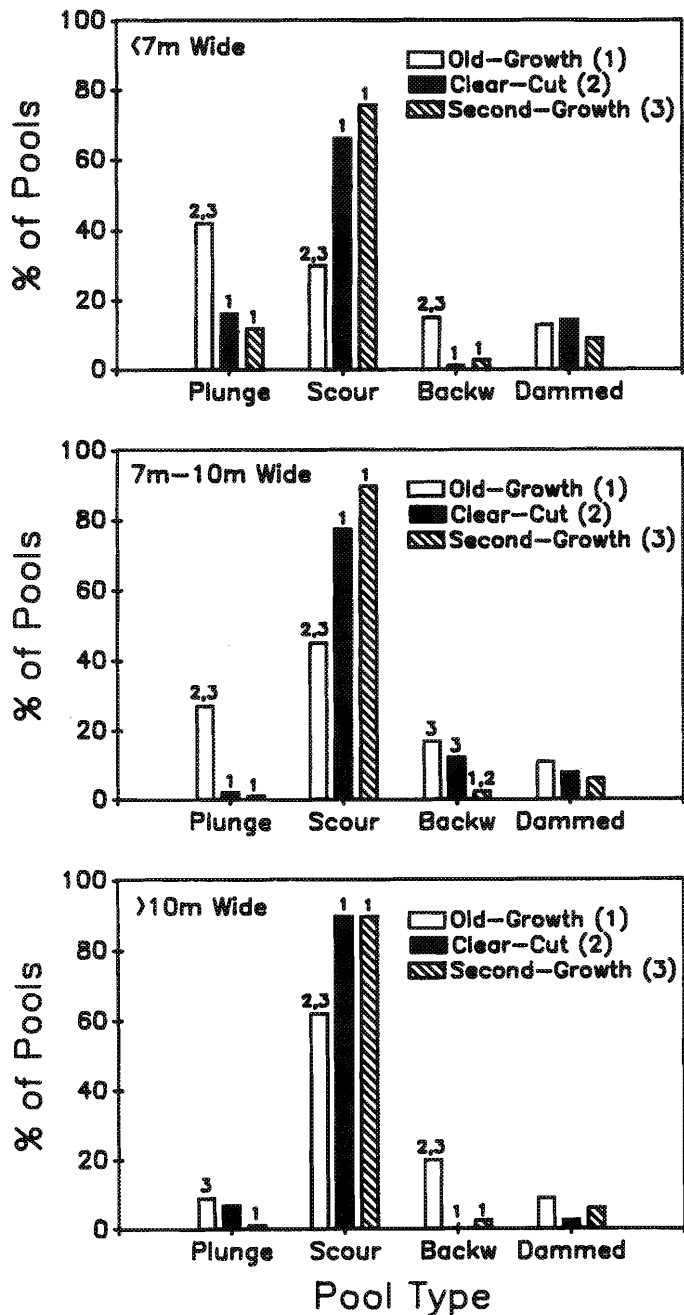 100
<7m Wide
Old-Growth (1)
Clear-Cut (2)
Second-Growth (3)
80
60
40
20
0
% of Pools
2,3
1
1
2,3
1
1
2,3
1
1
Plunge Scour Backw Dammed
100
7m-10m Wide
Old-Growth (1)
Clear-Cut (2)
Second-Growth (3)
80
60
40
20
0
% of Pools
2,3
1
1
2,3
1
1
3
3
1,2
Plunge Scour Backw Dammed
100
>10m Wide
Old-Growth (1)
Clear-Cut (2)
Second-Growth (3)
80
60
40
20
0
% of Pools
3
1
2,3
1
1
2,3
1
1
Plunge Scour Backw Dammed
Pool Type